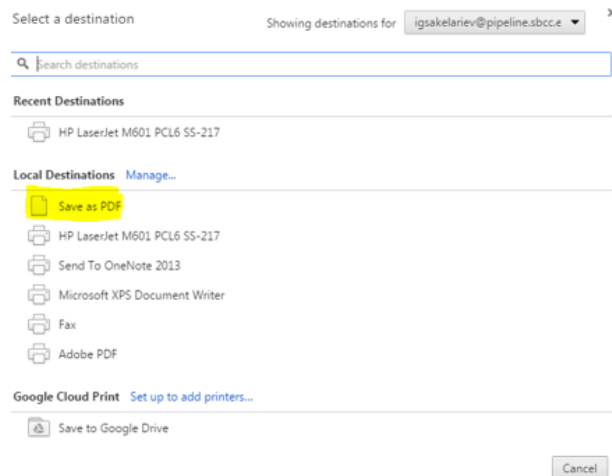 Select a destination
Showing destinations for igsakelariev@pipeline.sbcc.e
Search destinations
Recent Destinations
HP LaserJet M601 PCL6 SS-217
Local Destinations Manage...
Save as PDF
HP LaserJet M601 PCL6 SS-217
Send To OneNote 2013
Microsoft XPS Document Writer
Fax
Adobe PDF
Google Cloud Print Set up to add printers...
Save to Google Drive
Cancel